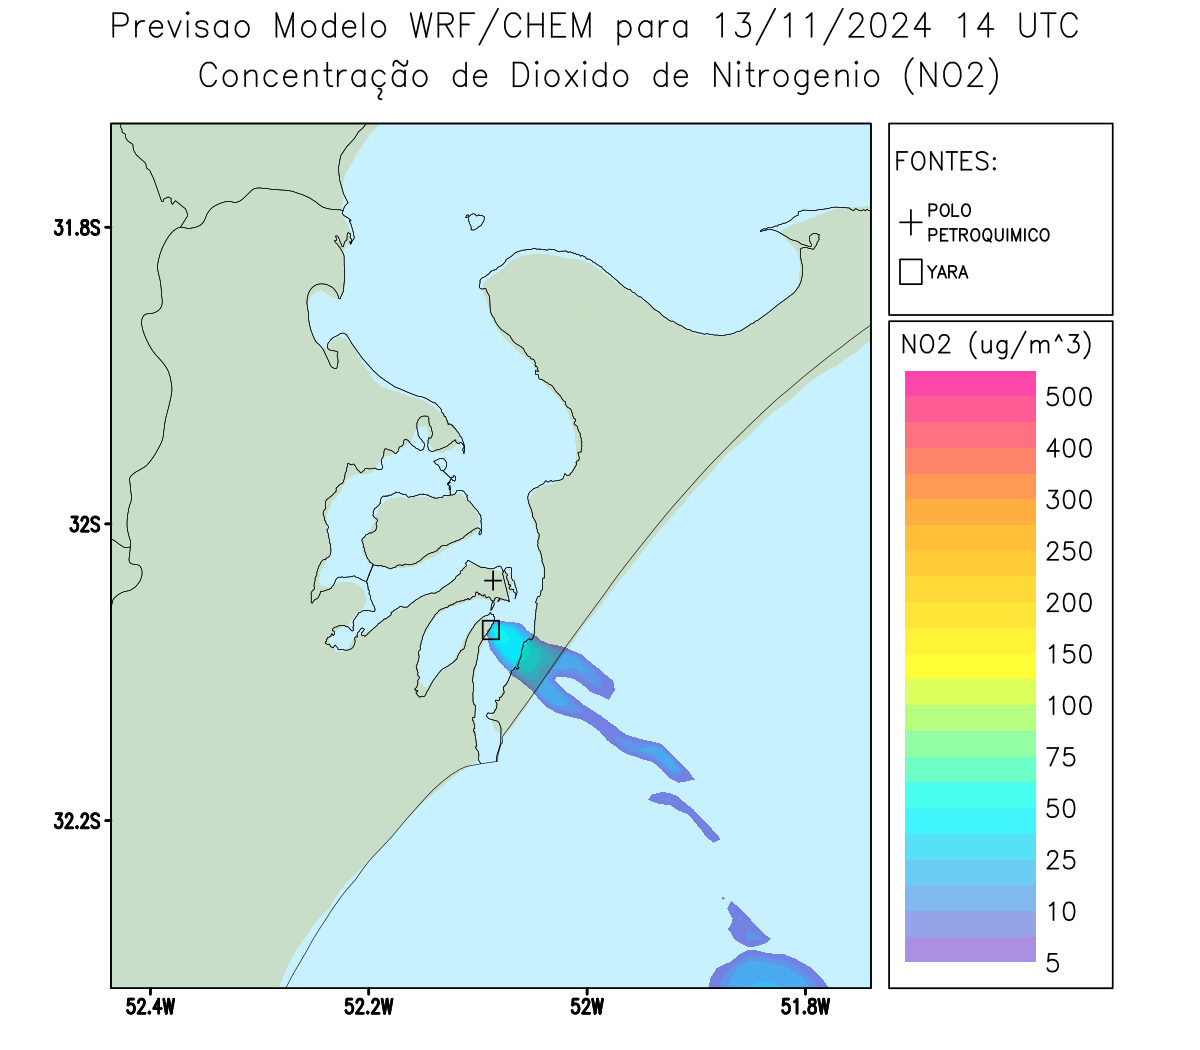 Previsao Modelo WRF/CHEM para 13/11/2024 14 UTC
Concentração de Dioxido de Nitrogenio (NO2)
FONTES:
POLO
PETROQUIMICO
YARA
NO2 (ug/m^3)
500
400
300
250
200
150
100
75
50
25
10
5
31.8S
32S
32.2S
52.4W
52.2W
52W
51.8W